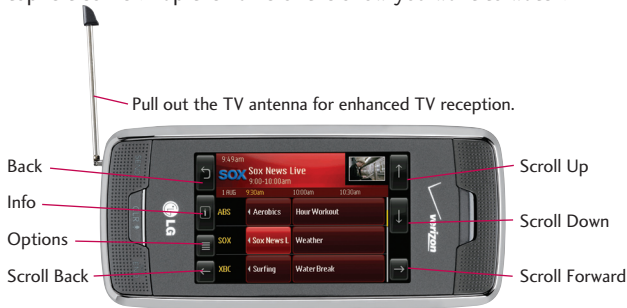 Pull out the TV antenna for enhanced TV reception.
Back
Info
Options
Scroll Back
Scroll Up
Scroll Down
Scroll Forward
LG
verizon
9:49am
SOX Sox News Live
9:00-10:00am
1 AUG 9:30am 10:00am 10:30am
ABS Aerobics Hour Workout
SOX Sox News L Weather
XBC Surfing Water Break